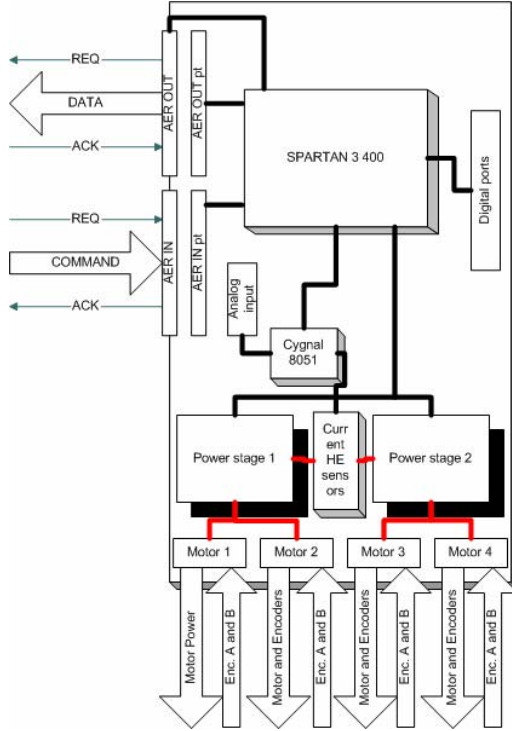 REQ
DATA
ACK
AER OUT
AER OUT pt
SPARTAN 3 400
Digital ports
REQ
COMMAND
ACK
AER IN
AER IN pt
Analog
input
Cygnal
8051
Power stage 1
Curr
ent
HE
sens
ors
Power stage 2
Motor 1
Motor 2
Motor 3
Motor 4
Motor Power
Enc. A and B
Motor and Encoders
Enc. A and B
Motor and Encoders
Enc. A and B
Motor and Encoders
Enc. A and B